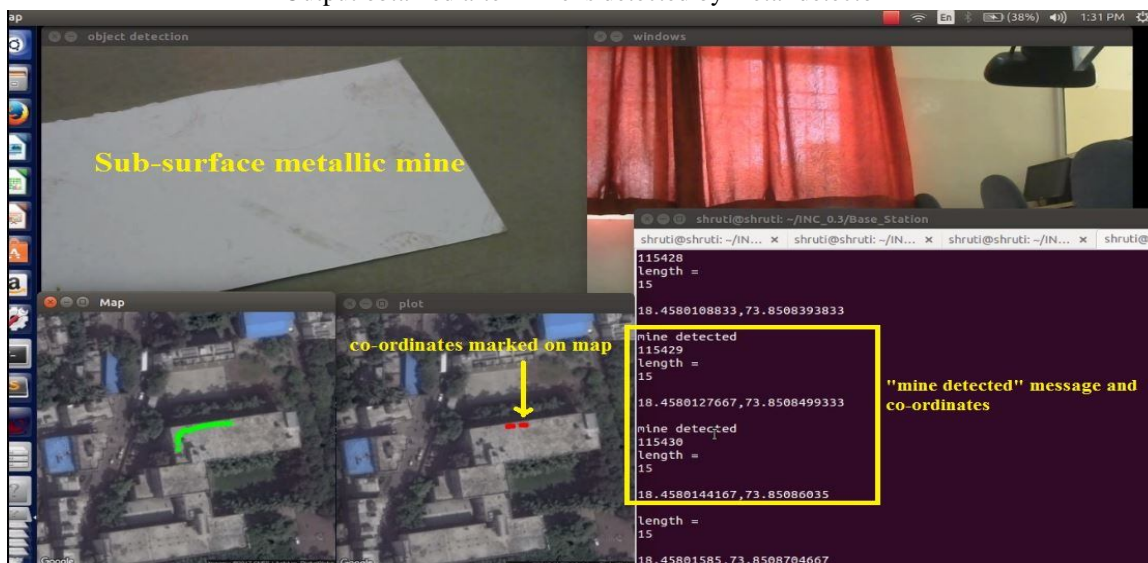 ap
En
(38%)
1:31 PM
object detection
windows
Sub-surface metallic mine
shruti@shruti: ~/INC_0.3/Base_Station
shruti@shruti: ~/IN... × shruti@shruti: ~/IN... × shruti@shruti: ~/IN... × shruti@
115428
length =
15
18.4580108833,73.8508393833
mine detected
115429
length =
15
18.4580127667,73.8508499333
mine detected
115430
length =
15
18.4580144167,73.85086035
length =
15
18.45801585,73.8508704667
"mine detected" message and
co-ordinates
Map
Google
plot
co-ordinates marked on map